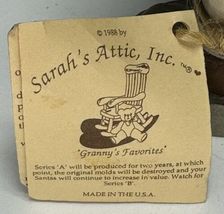 © 1988 by
Sarah's Attic, Inc.™
"Granny's Favorites"
Series 'A' will be produced for two years, at which
point, the original molds will be destroyed and your
Santas will continue to increase in value. Watch for
Series 'B'.
MADE IN THE U.S.A.